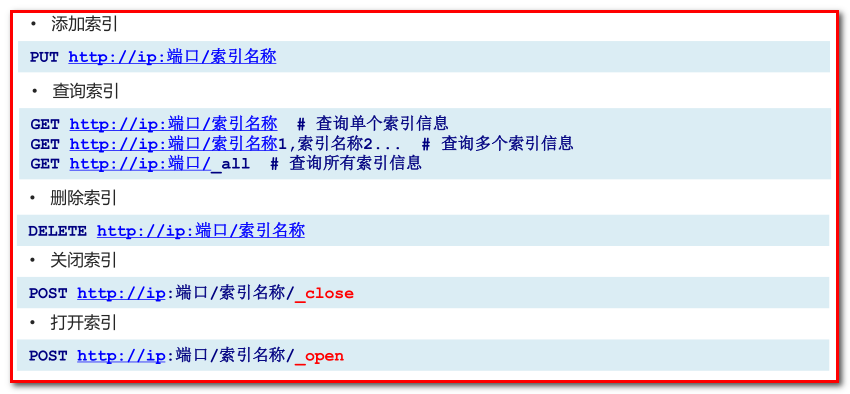 • 添加索引
PUT http://ip:端口/索引名称
• 查询索引
GET http://ip:端口/索引名称 # 查询单个索引信息
GET http://ip:端口/索引名称1,索引名称2... # 查询多个索引信息
GET http://ip:端口/_all # 查询所有索引信息
• 删除索引
DELETE http://ip:端口/索引名称
• 关闭索引
POST http://ip:端口/索引名称/_close
• 打开索引
POST http://ip:端口/索引名称/_open